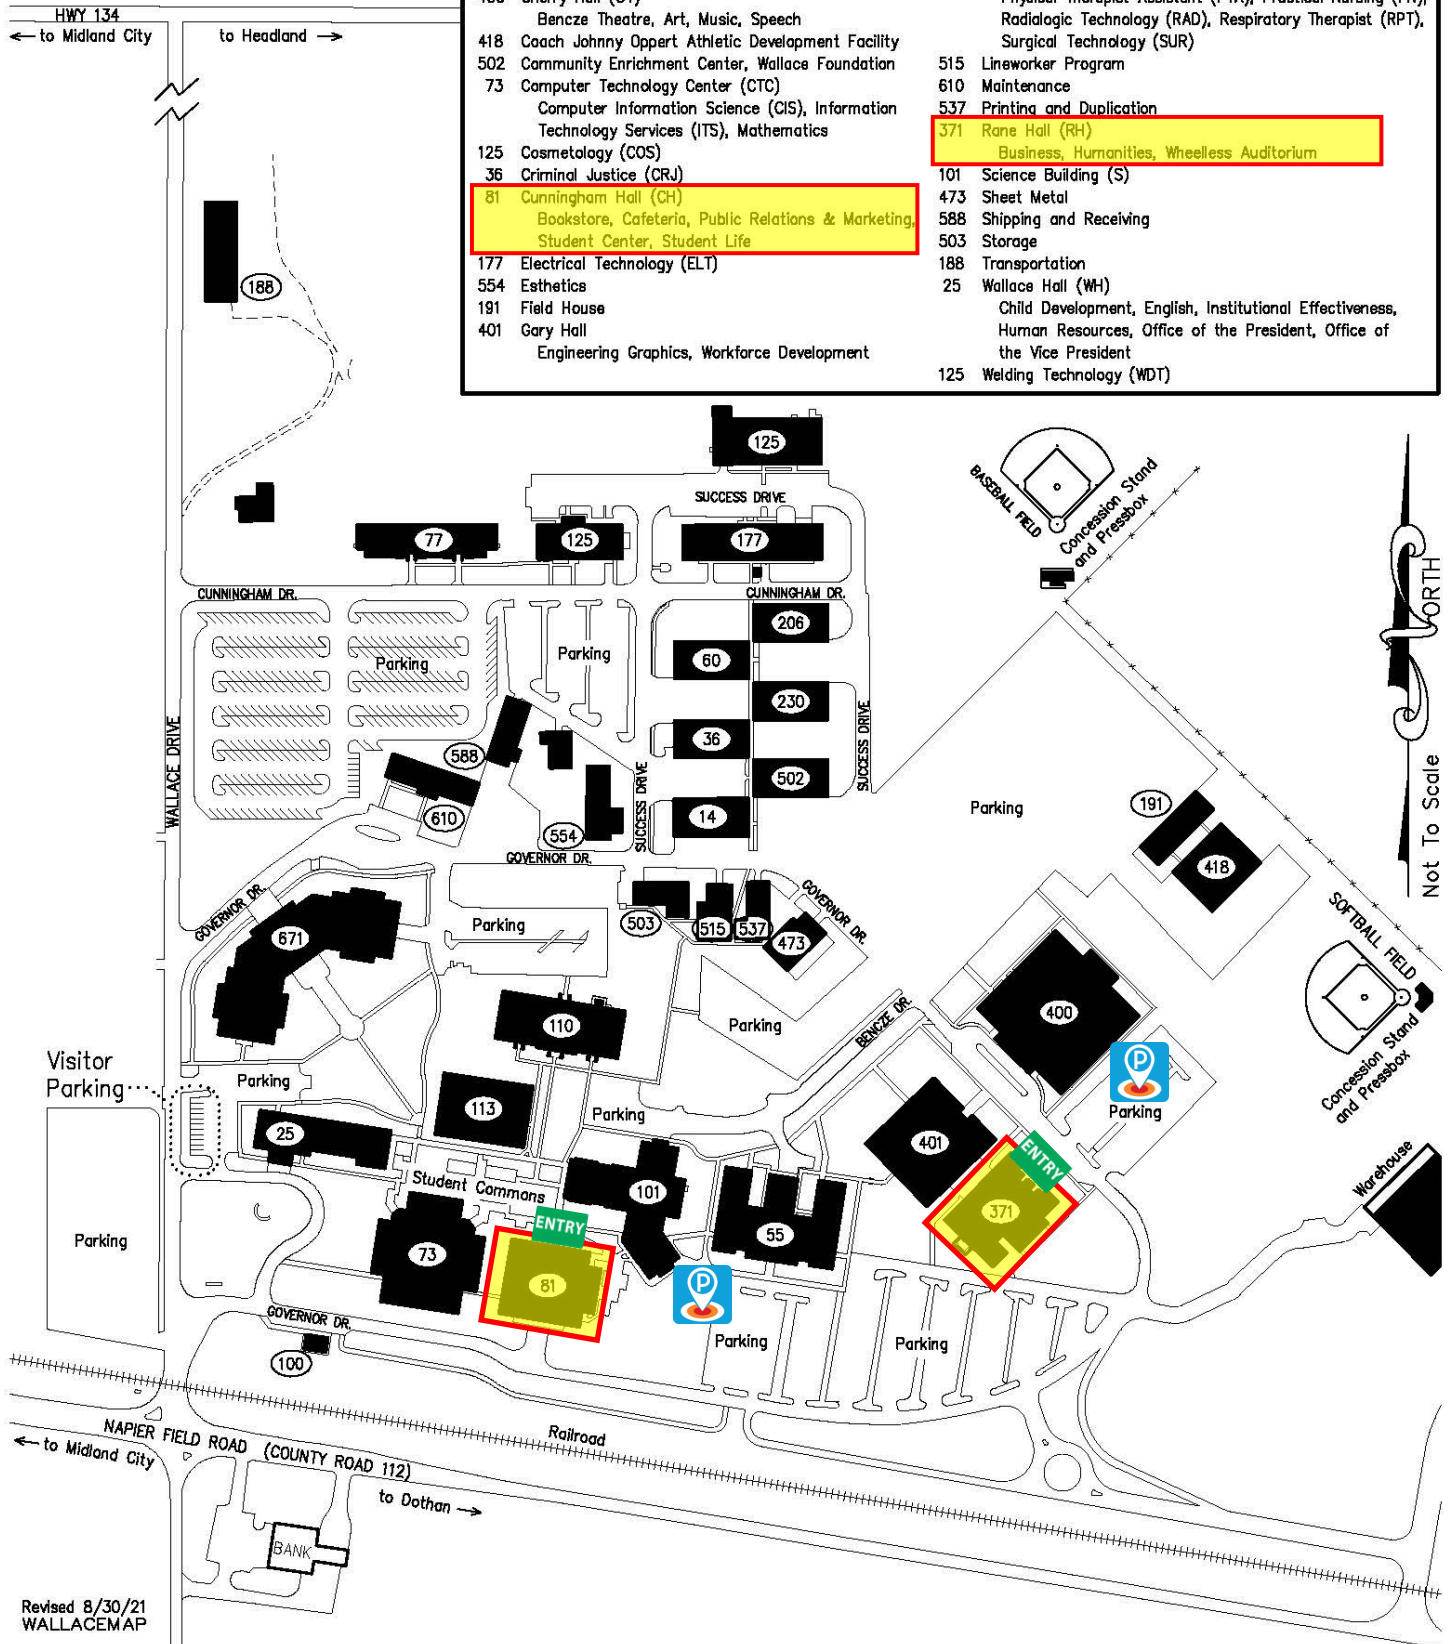 HWY 134
← to Midland City
to Headland →
Bencze Theatre, Art, Music, Speech
418 Coach Johnny Oppert Athletic Development Facility
502 Community Enrichment Center, Wallace Foundation
73 Computer Technology Center (CTC)
Computer Information Science (CIS), Information
Technology Services (ITS), Mathematics
125 Cosmetology (COS)
36 Criminal Justice (CRJ)
81 Cunningham Hall (CH)
Bookstore, Cafeteria, Public Relations & Marketing,
Student Center, Student Life
177 Electrical Technology (ELT)
554 Esthetics
191 Field House
401 Gary Hall
Engineering Graphics, Workforce Development
Radialogic Technology (RAD), Respiratory Therapist (RPT),
Surgical Technology (SUR)
515 Lineworker Program
610 Maintenance
537 Printing and Duplication
371 Rane Hall (RH)
Business, Humanities, Wheelless Auditorium
101 Science Building (S)
473 Sheet Metal
588 Shipping and Receiving
503 Storage
188 Transportation
25 Wallace Hall (WH)
Child Development, English, Institutional Effectiveness,
Human Resources, Office of the President, Office of
the Vice President
125 Welding Technology (WDT)
188
125
SUCCESS DRIVE
77
125
177
BASEBALL FIELD
Concession Stand
and Pressbox
CUNNINGHAM DR.
CUNNINGHAM DR.
NORTH
Not To Scale
206
60
Parking
Parking
230
36
WALLACE DRIVE
588
SUCCESS DRIVE
SUCCESS DRIVE
502
14
610
554
GOVERNOR DR.
Parking
191
418
GOVERNOR DR.
671
Parking
503
515
537
473
GOVERNOR DR.
SOFTBALL FIELD
Concession Stand
and Pressbox
110
Parking
BENCZE DR.
400
Visitor
Parking
Parking
113
Parking
P
Parking
25
401
ENTRY
Student Commons
101
371
Warehouse
Parking
73
ENTRY
55
81
P
GOVERNOR DR.
100
Parking
Parking
Railroad
NAPIER FIELD ROAD (COUNTY ROAD 112)
← to Midland City
to Dothan →
BANK
Revised 8/30/21
WALLACEMAP